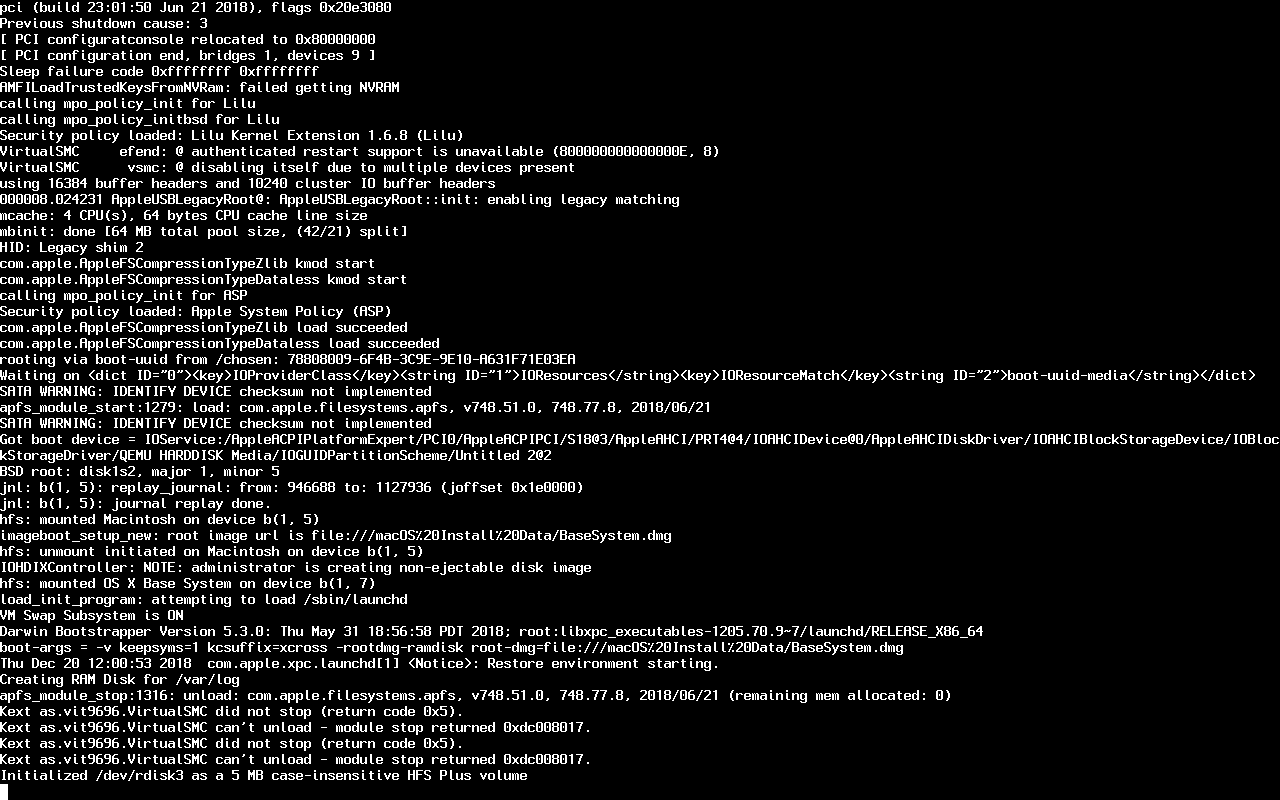 pci (build 23:01:50 Jun 21 2018), flags 0x20e3080
Previous shutdown cause: 3
[ PCI configuratconsole relocated to 0x80000000
[ PCI configuration end, bridges 1, devices 9 ]
Sleep failure code 0xffffffff 0xffffffff
AMFILoadTrustedKeysFromNVRam: failed getting NVRAM
calling mpo_policy_init for Lilu
calling mpo_policy_initbsd for Lilu
Security policy loaded: Lilu Kernel Extension 1.6.8 (Lilu)
VirtualSMC     efend: @ authenticated restart support is unavailable (800000000000000E, 8)
VirtualSMC      vsmc: @ disabling itself due to multiple devices present
using 16384 buffer headers and 10240 cluster IO buffer headers
000008.024231 AppleUSBLegacyRoot@: AppleUSBLegacyRoot::init: enabling legacy matching
mcache: 4 CPU(s), 64 bytes CPU cache line size
mbinit: done [64 MB total pool size, (42/21) split]
HID: Legacy shim 2
com.apple.AppleFSCompressionTypeZlib kmod start
com.apple.AppleFSCompressionTypeDataless kmod start
calling mpo_policy_init for ASP
Security policy loaded: Apple System Policy (ASP)
com.apple.AppleFSCompressionTypeZlib load succeeded
com.apple.AppleFSCompressionTypeDataless load succeeded
rooting via boot-uuid from /chosen: 78808009-6F4B-3C9E-9E10-A631F71E03EA
Waiting on <dict ID="0"><key>IOProviderClass</key><string ID="1">IOResources</string><key>IOResourceMatch</key><string ID="2">boot-uuid-media</string></dict>
SATA WARNING: IDENTIFY DEVICE checksum not implemented
apfs_module_start:1279: load: com.apple.filesystems.apfs, v748.51.0, 748.77.8, 2018/06/21
SATA WARNING: IDENTIFY DEVICE checksum not implemented
Got boot device = IOService:/AppleACPIPlatformExpert/PCI0/AppleACPIPCI/S18@3/AppleAHCI/PRT4@4/IOAHCIDevice@0/AppleAHCIDiskDriver/IOAHCIBlockStorageDevice/IOBloc
kStorageDriver/QEMU HARDDISK Media/IOGUIDPartitionScheme/Untitled 2@2
BSD root: disk1s2, major 1, minor 5
jnl: b(1, 5): replay_journal: from: 946688 to: 1127936 (joffset 0x1e0000)
jnl: b(1, 5): journal replay done.
hfs: mounted Macintosh on device b(1, 5)
imageboot_setup_new: root image url is file:///macOS%20Install%20Data/BaseSystem.dmg
hfs: unmount initiated on Macintosh on device b(1, 5)
IOHDIXController: NOTE: administrator is creating non-ejectable disk image
hfs: mounted OS X Base System on device b(1, 7)
load_init_program: attempting to load /sbin/launchd
VM Swap Subsystem is ON
Darwin Bootstrapper Version 5.3.0: Thu May 31 18:56:58 PDT 2018; root:libxpc_executables-1205.70.9~7/launchd/RELEASE_X86_64
boot-args = -v keepsyms=1 kcsuffix=xcross -rootdmg-ramdisk root-dmg=file:///macOS%20Install%20Data/BaseSystem.dmg
Thu Dec 20 12:00:53 2018  com.apple.xpc.launchd[1] <Notice>: Restore environment starting.
Creating RAM Disk for /var/log
apfs_module_stop:1316: unload: com.apple.filesystems.apfs, v748.51.0, 748.77.8, 2018/06/21 (remaining mem allocated: 0)
Kext as.vit9696.VirtualSMC did not stop (return code 0x5).
Kext as.vit9696.VirtualSMC can't unload - module stop returned 0xdc008017.
Kext as.vit9696.VirtualSMC did not stop (return code 0x5).
Kext as.vit9696.VirtualSMC can't unload - module stop returned 0xdc008017.
Initialized /dev/rdisk3 as a 5 MB case-insensitive HFS Plus volume